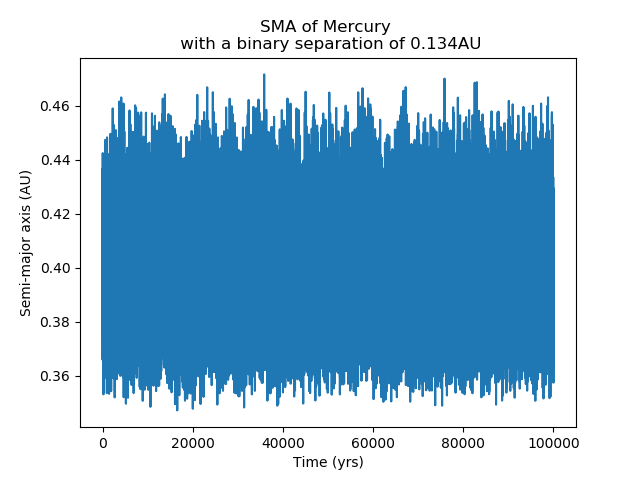 SMA of Mercury
with a binary separation of 0.134AU
Semi-major axis (AU)
0.46
0.44
0.42
0.40
0.38
0.36
0 20000 40000 60000 80000 100000
Time (yrs)